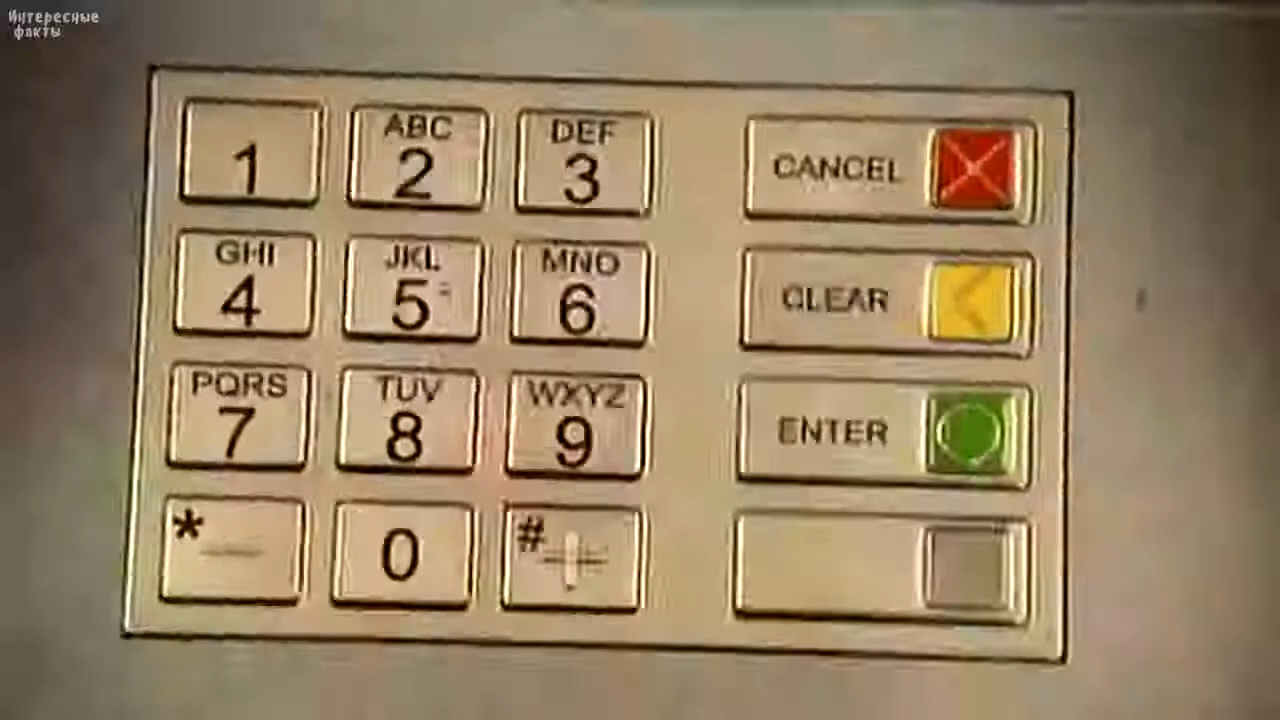 Интересные
факты
1
ABC
2
DEF
3
CANCEL
GHI
4
JKL
5
MNO
6
CLEAR
PQRS
7
TUV
8
WXYZ
9
ENTER
* —
0
# +